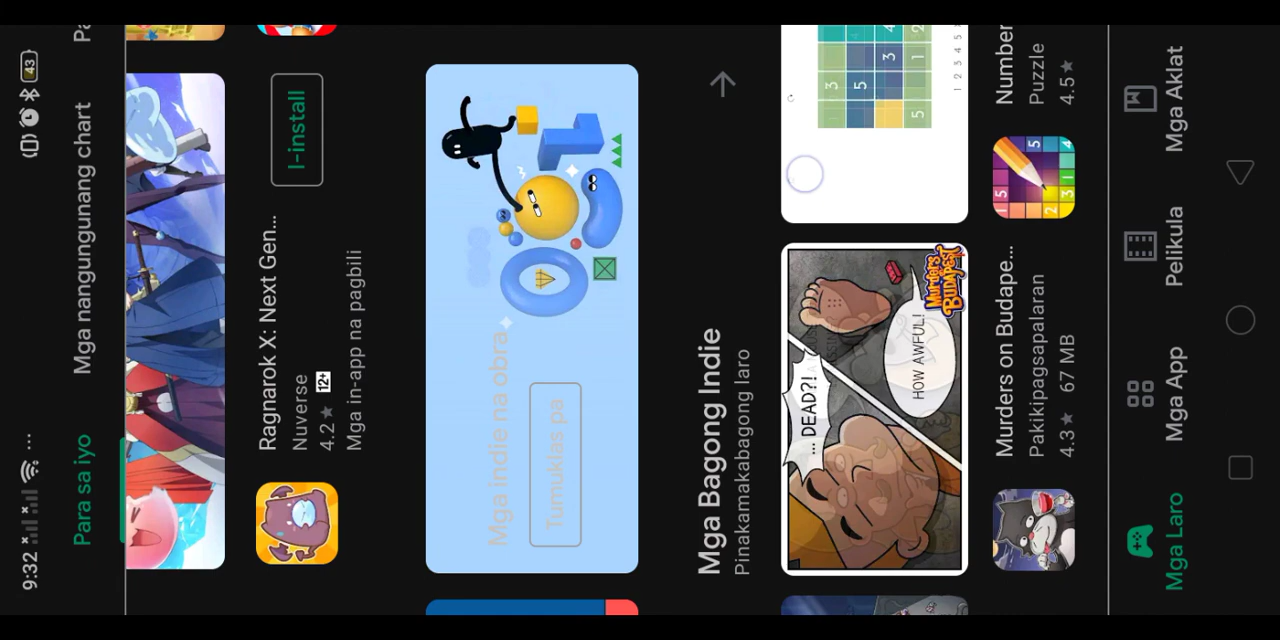 9:32
43
Para sa iyo
Mga nangungunang chart
Pa
Ragnarok X: Next Gen...
Nuverse
4.2★ 12+
Mga in-app na pagbili
I-install
Mga indie na obra
Tumuklas pa
Mga Bagong Indie
Pinakamakabagong laro
... DEAD?!
HOW AWFUL!
Murders on Budapest
Murders on Budape...
Pakikipagsapalaran
4.3★ 67 MB
Number
Puzzle
4.5★
Mga Laro
Mga App
Pelikula
Mga Aklat